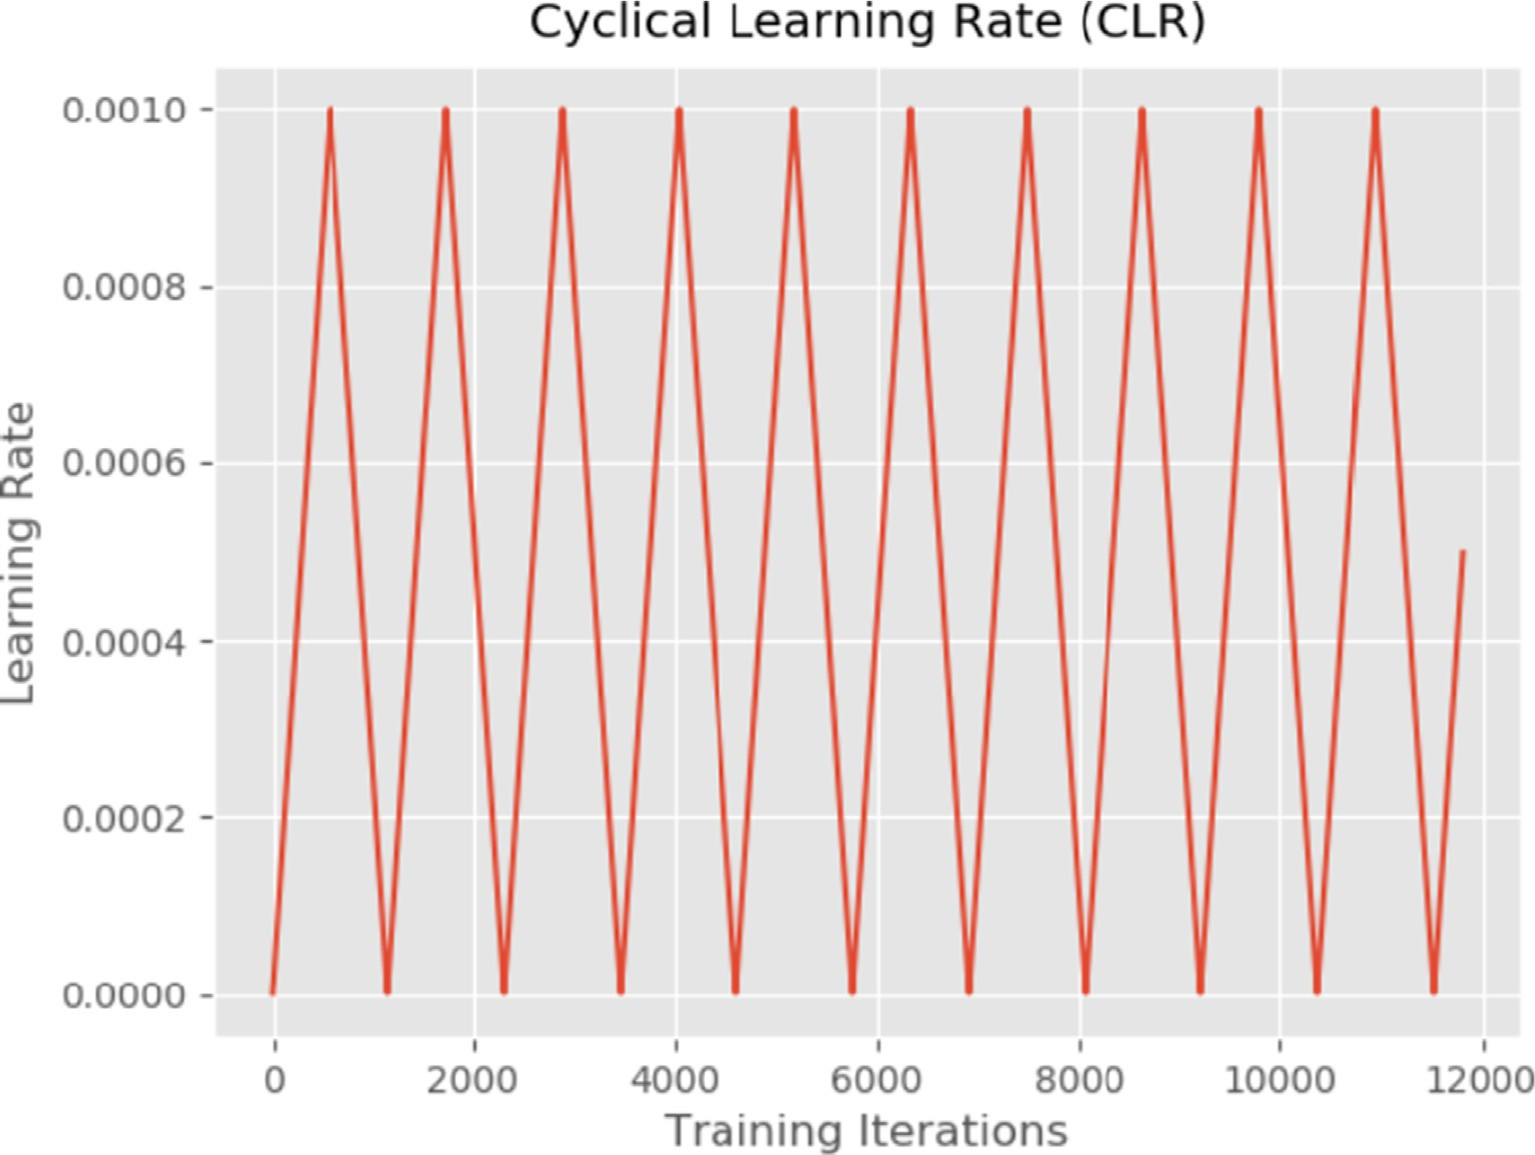 Cyclical Learning Rate (CLR)
0.0010
0.0008
0.0006
0.0004
0.0002
0.0000
Learning Rate
0 2000 4000 6000 8000 10000 12000
Training Iterations